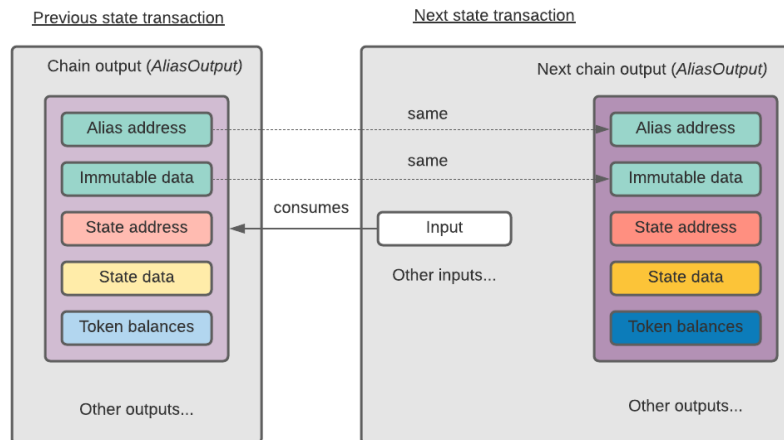 Previous state transaction
Next state transaction
Chain output (AliasOutput)
Next chain output (AliasOutput)
Alias address
same
Alias address
Immutable data
same
Immutable data
State address
consumes
Input
State address
State data
Other inputs...
State data
Token balances
Token balances
Other outputs...
Other outputs...